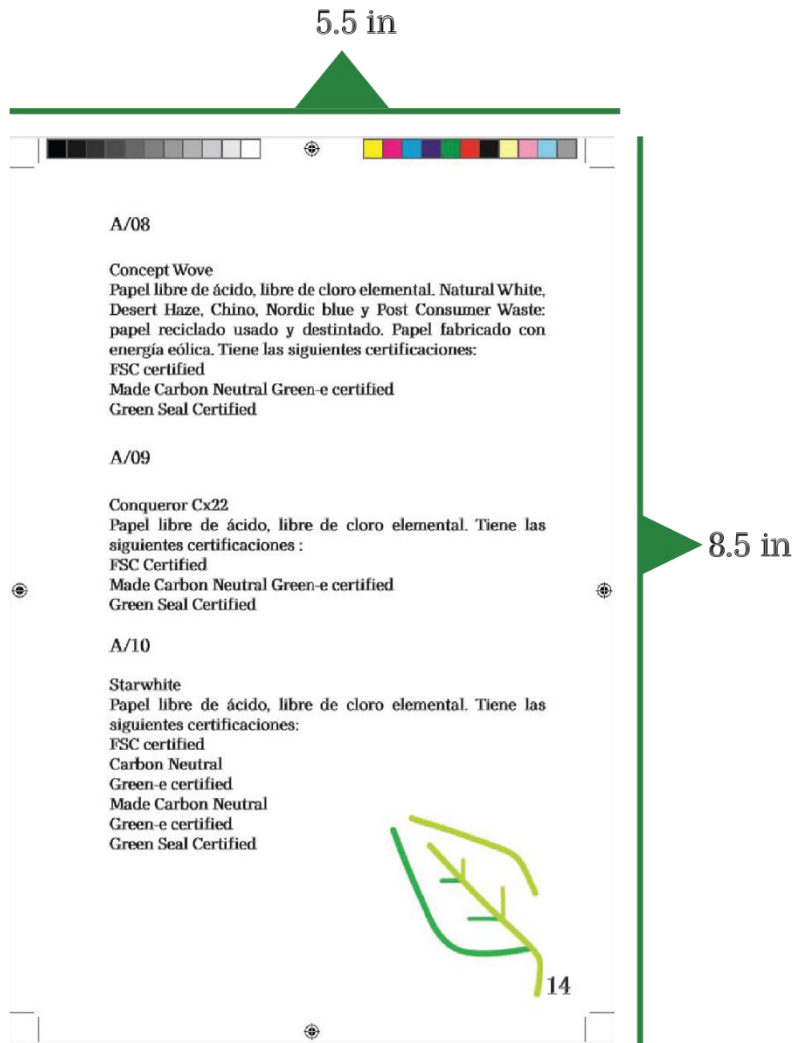 5.5 in
A/08
Concept Wove
Papel libre de ácido, libre de cloro elemental. Natural White,
Desert Haze, Chino, Nordic blue y Post Consumer Waste:
papel reciclado usado y destintado. Papel fabricado con
energía eólica. Tiene las siguientes certificaciones:
FSC certified
Made Carbon Neutral Green-e certified
Green Seal Certified
A/09
Conqueror Cx22
Papel libre de ácido, libre de cloro elemental. Tiene las
siguientes certificaciones :
FSC Certified
Made Carbon Neutral Green-e certified
Green Seal Certified
8.5 in
A/10
Starwhite
Papel libre de ácido, libre de cloro elemental. Tiene las
siguientes certificaciones:
FSC certified
Carbon Neutral
Green-e certified
Made Carbon Neutral
Green-e certified
Green Seal Certified
14